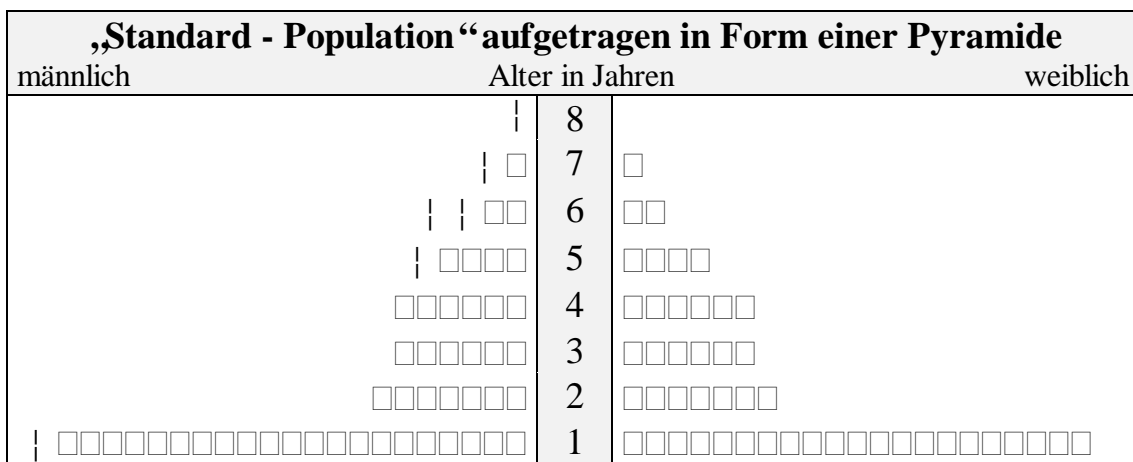 „Standard - Population“ aufgetragen in Form einer Pyramide
männlich Alter in Jahren weiblich
¦ 8
¦ □ 7 □
¦ ¦ □□ 6 □□
¦ □□□□ 5 □□□□
□□□□□□ 4 □□□□□□
□□□□□□ 3 □□□□□□
□□□□□□□ 2 □□□□□□□
¦ □□□□□□□□□□□□□□□□□□□□□ 1 □□□□□□□□□□□□□□□□□□□□□